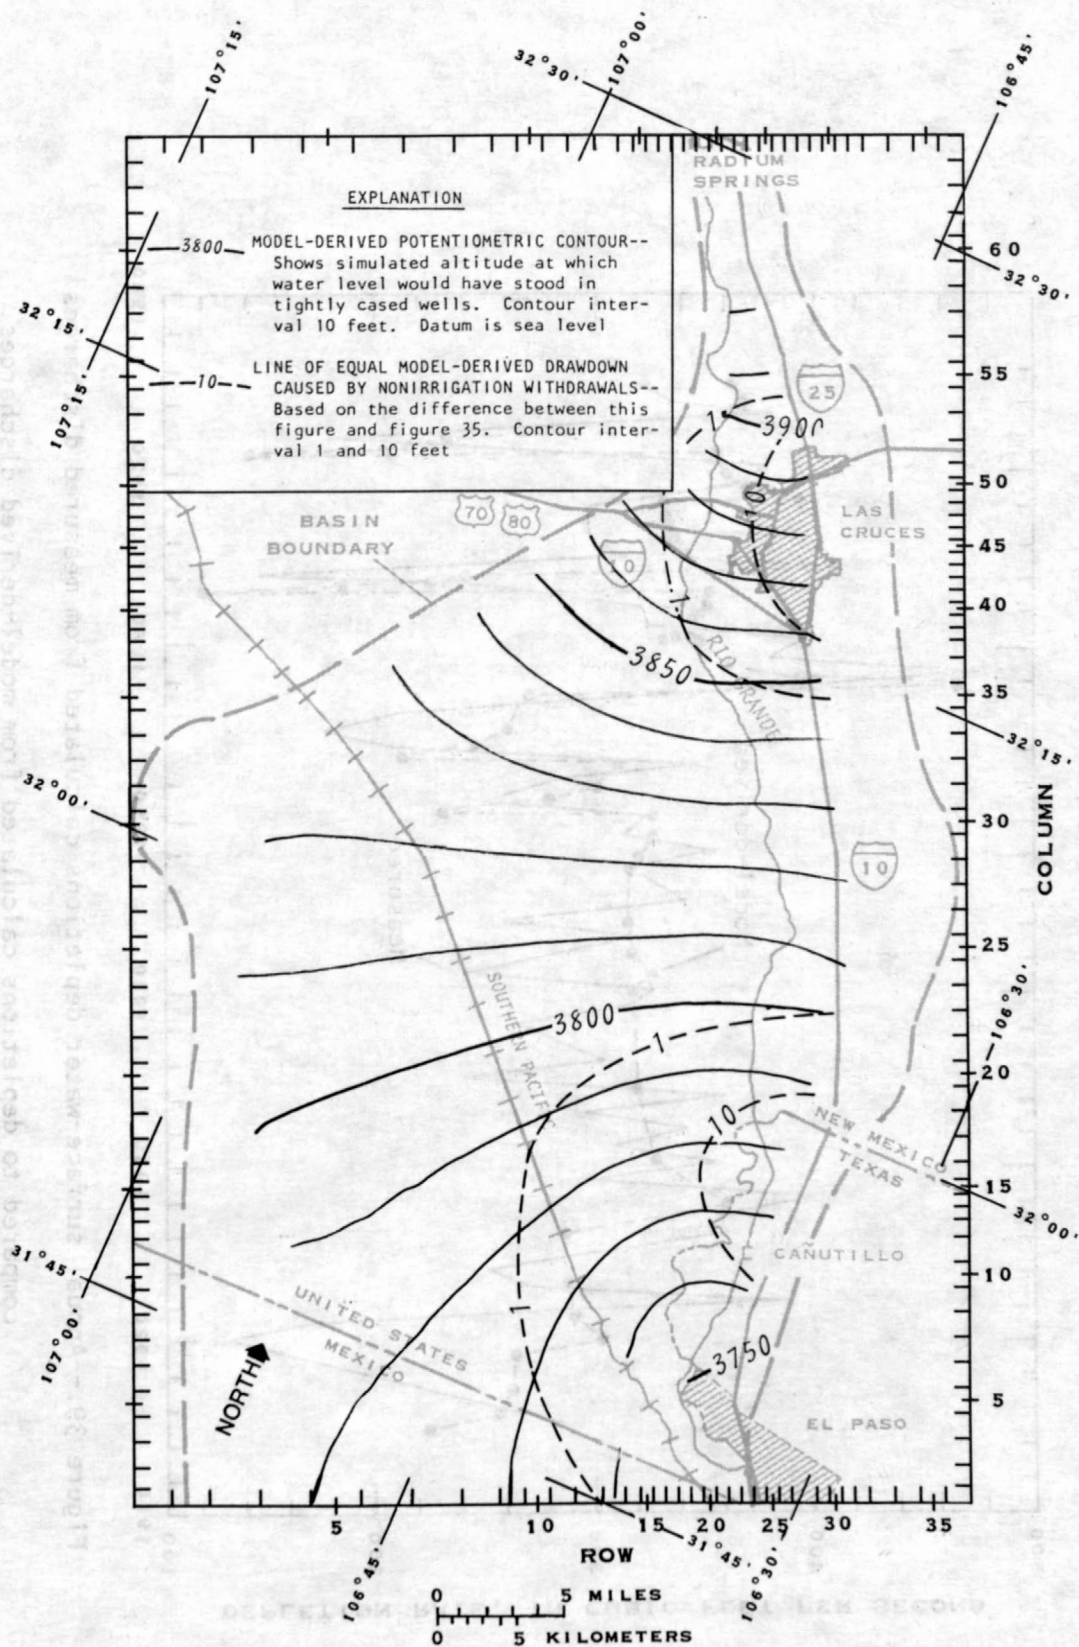 107°15'
32°30'
107°00'
106°45'
RADIUM
SPRINGS
EXPLANATION
3800 MODEL-DERIVED POTENTIOMETRIC CONTOUR--
Shows simulated altitude at which
water level would have stood in
tightly cased wells. Contour inter-
val 10 feet. Datum is sea level
10 LINE OF EQUAL MODEL-DERIVED DRAWDOWN
CAUSED BY NONIRRIGATION WITHDRAWALS--
Based on the difference between this
figure and figure 35. Contour inter-
val 1 and 10 feet
32°15'
107°15'
60
32°30'
55
25
1
3900
50
10
LAS
CRUCES
70
80
BASIN
BOUNDARY
10
45
40
1
RIO GRANDE
3850
35
32°15'
32°00'
30
COLUMN
10
25
SOUTHERN PACIFIC
3800
1
106°30'
20
10
NEW MEXICO
TEXAS
15
32°00'
CAÑUTILLO
31°45'
10
107°00'
UNITED STATES
MEXICO
1
NORTH
3750
5
EL PASO
5
10
15
20
25
30
35
106°45'
ROW
31°45'
106°30'
0 5 MILES
0 5 KILOMETERS